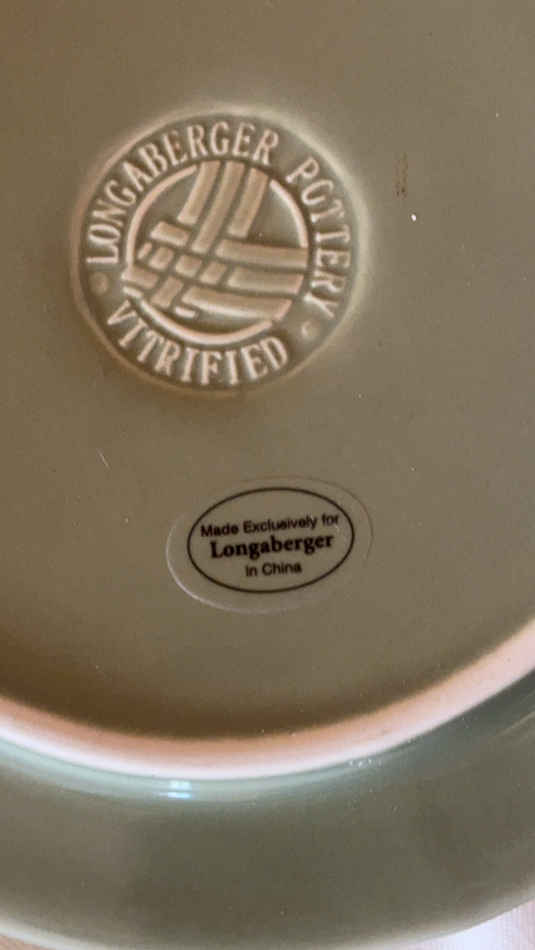 LONGABERGER POTTERY
VITRIFIED
Made Exclusively for
Longaberger
in China